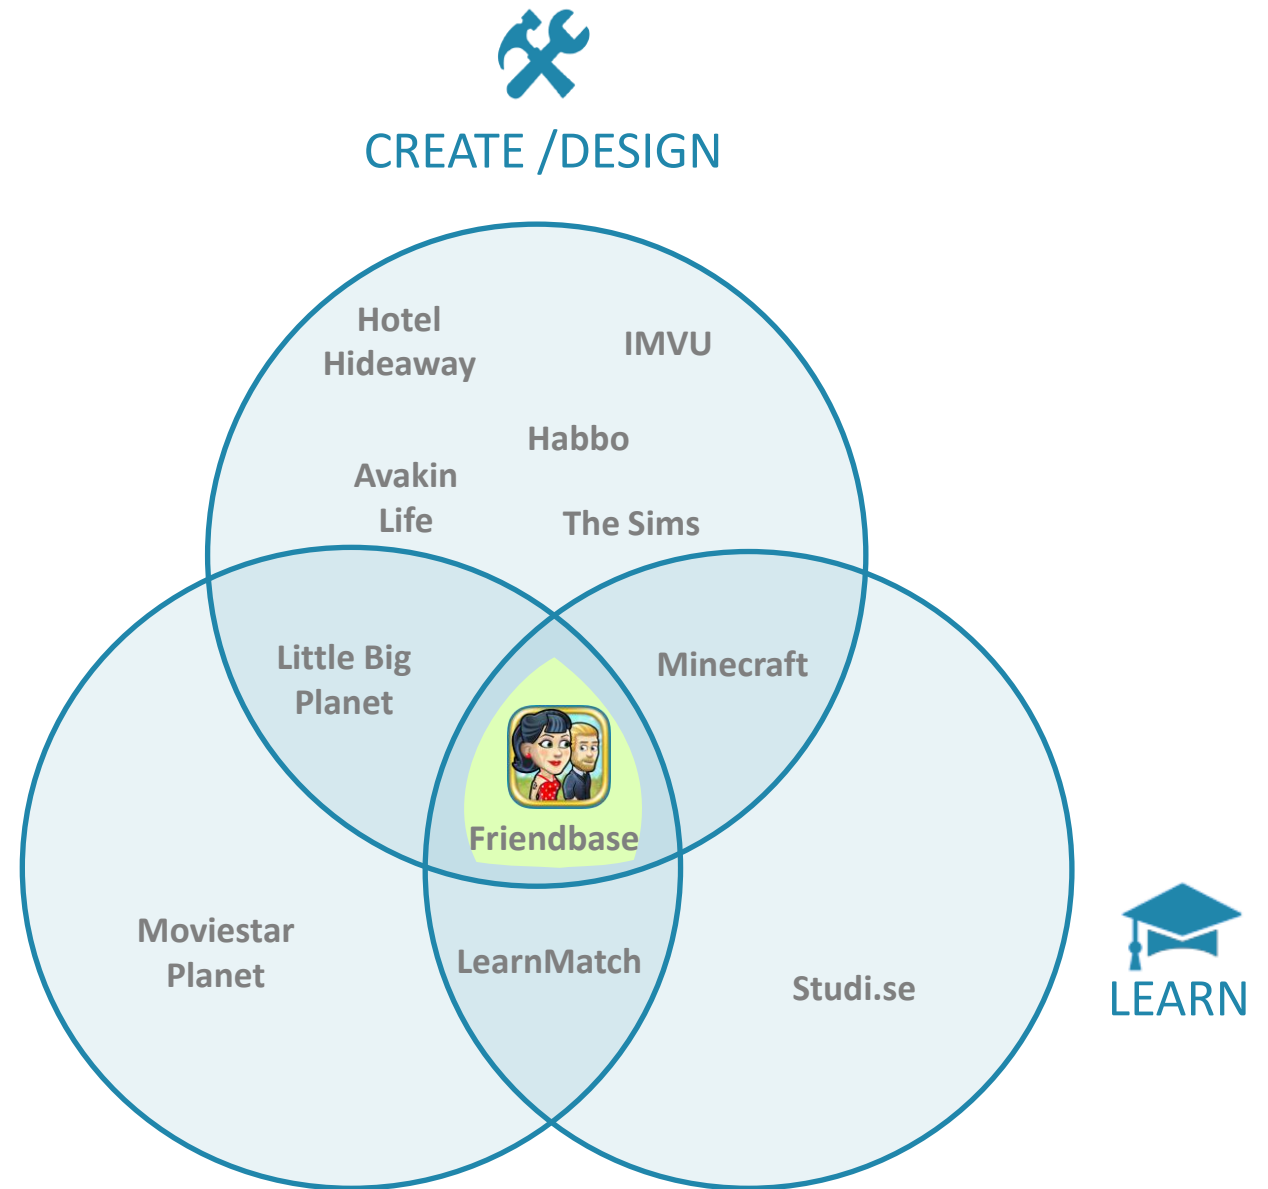 CREATE /DESIGN
Hotel
Hideaway
IMVU
Habbo
Avakin
Life
The Sims
Little Big
Planet
Minecraft
Friendbase
Moviestar
Planet
LearnMatch
Studi.se
LEARN